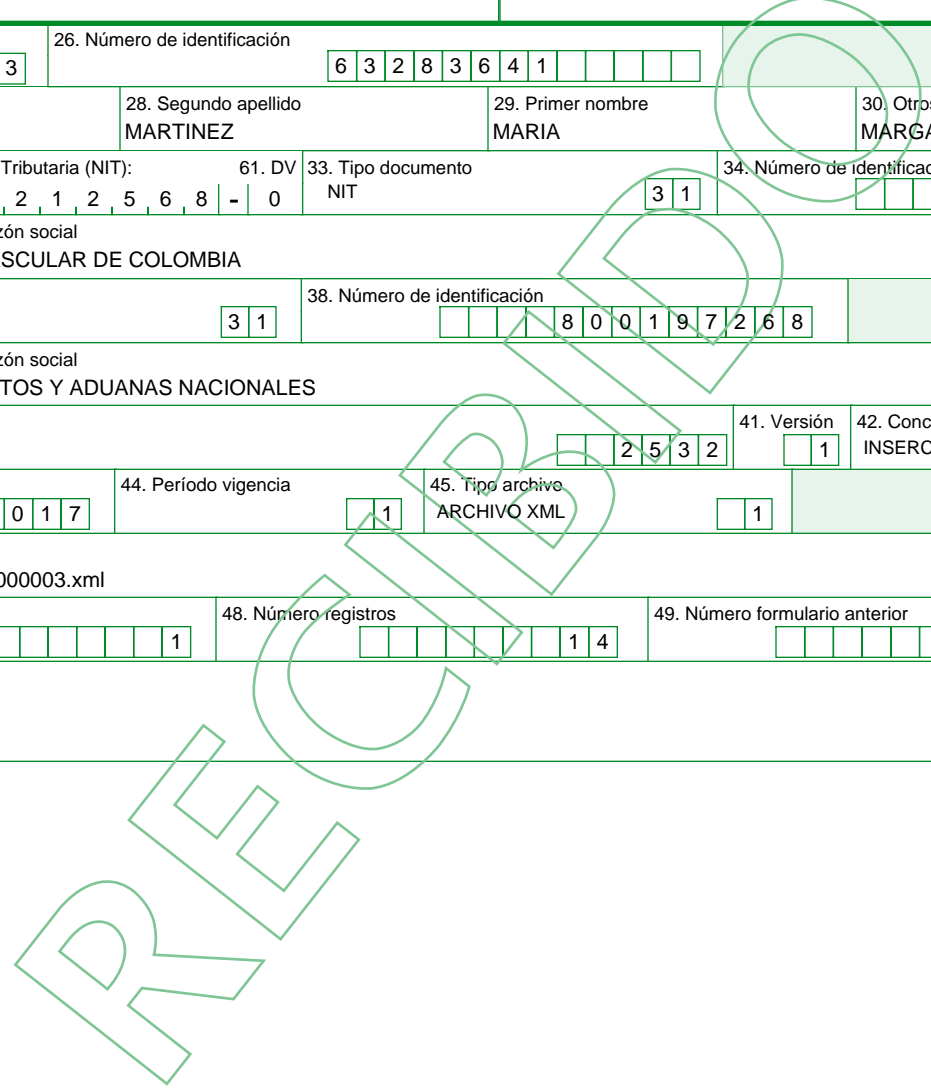 26. Número de identificación
3 6 3 2 8 3 6 4 1
28. Segundo apellido 29. Primer nombre 30. Otros
MARTINEZ MARIA MARGA
Tributaria (NIT): 61. DV 33. Tipo documento 34. Número de identificac
2 1 2 5 6 8 - 0 NIT 3 1
zón social
ASCULAR DE COLOMBIA
38. Número de identificación
3 1 8 0 0 1 9 7 2 6 8
zón social
TOS Y ADUANAS NACIONALES
41. Versión 42. Conc
2 5 3 2 1 INSERC
44. Período vigencia 45. Tipo archivo
0 1 7 1 ARCHIVO XML 1
000003.xml
48. Número registros 49. Número formulario anterior
1 1 4
RECIBIDO